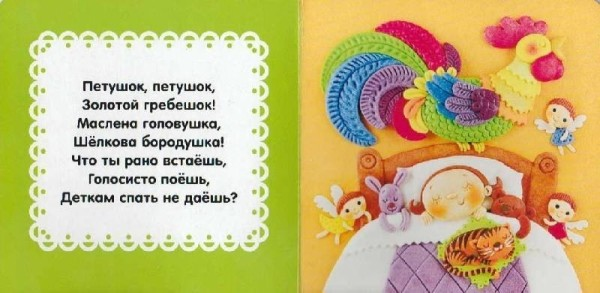 Петушок, петушок,
Золотой гребешок!
Маслена головушка,
Шёлкова бородушка!
Что ты рано встаёшь,
Голосисто поёшь,
Деткам спать не даёшь?